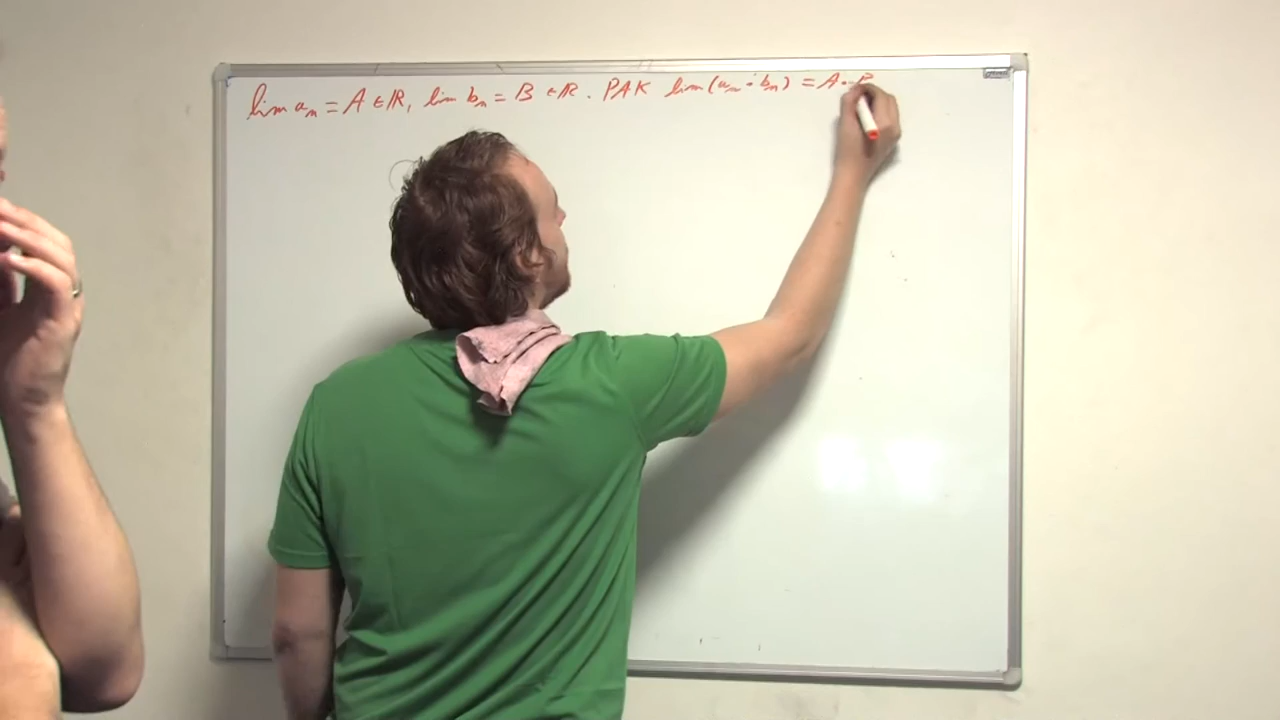 lim aₙ = A ∈ ℝ, lim bₙ = B ∈ ℝ. PAK lim (aₙ · bₙ) = A · B